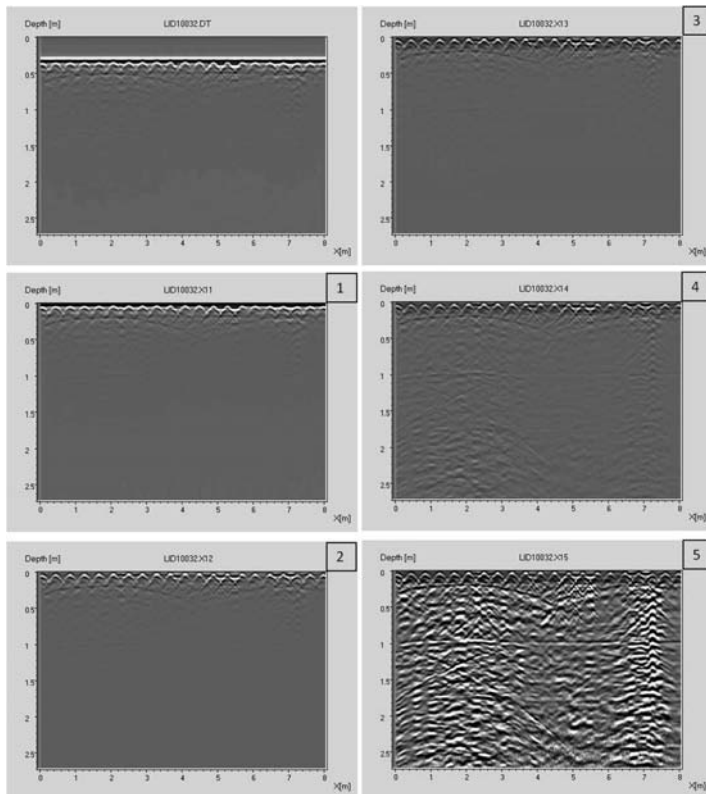 Depth [m] LID10032.DT
0
0.5
1
1.5
2
2.5
0 1 2 3 4 5 6 7 8
X[m]
1
Depth [m] LID10032.X11
0
0.5
1
1.5
2
2.5
0 1 2 3 4 5 6 7 8
X[m]
2
Depth [m] LID10032.X12
0
0.5
1
1.5
2
2.5
0 1 2 3 4 5 6 7 8
X[m]
3
Depth [m] LID10032.X13
0
0.5
1
1.5
2
2.5
0 1 2 3 4 5 6 7 8
X[m]
4
Depth [m] LID10032.X14
0
0.5
1
1.5
2
2.5
0 1 2 3 4 5 6 7 8
X[m]
5
Depth [m] LID10032.X15
0
0.5
1
1.5
2
2.5
0 1 2 3 4 5 6 7 8
X[m]